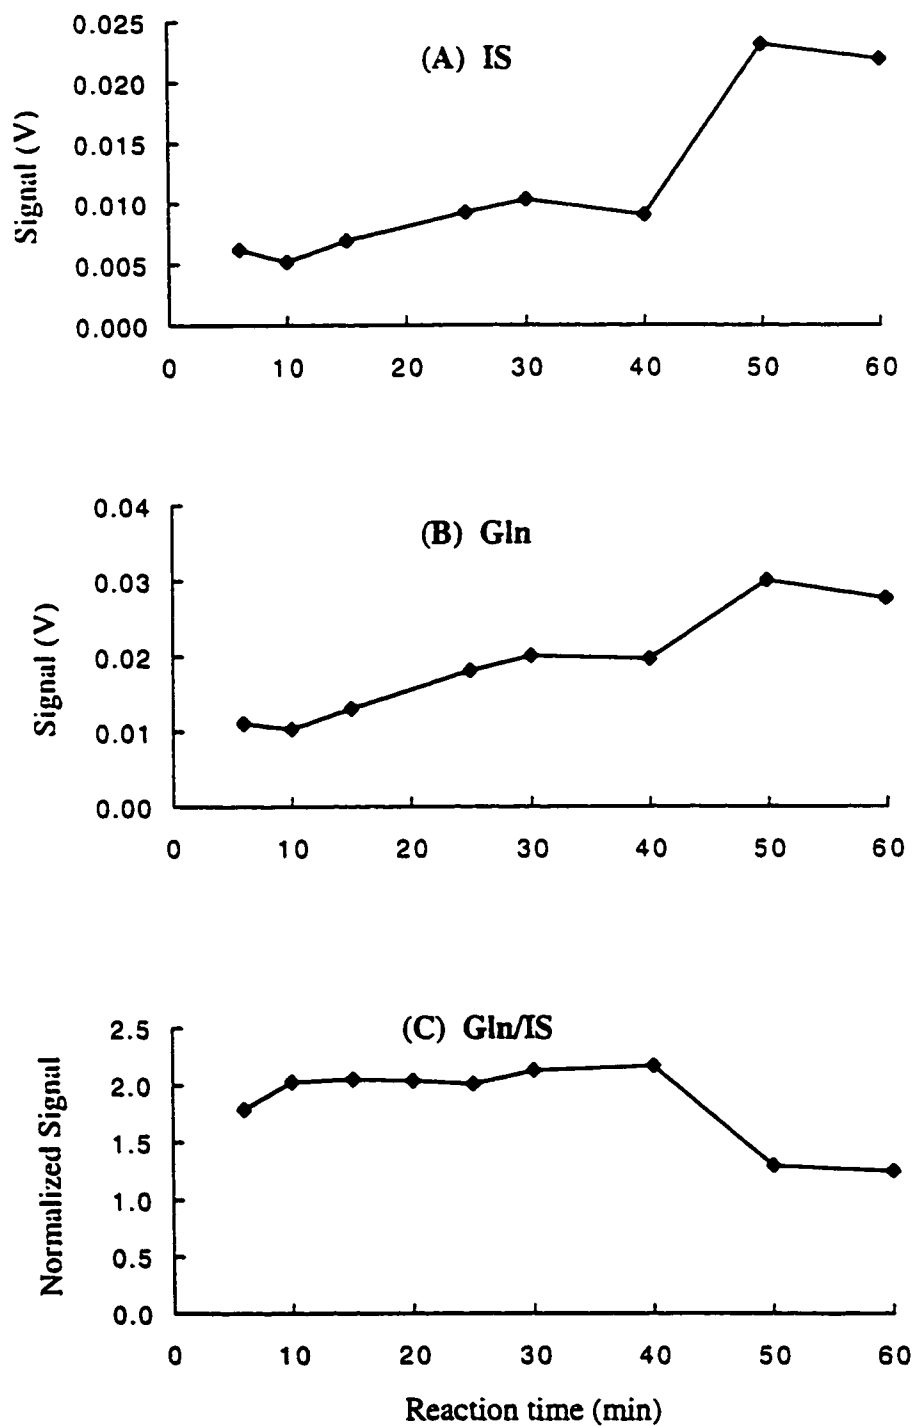 (A) IS
Signal (V)
0.025
0.020
0.015
0.010
0.005
0.000
0 10 20 30 40 50 60
(B) Gln
Signal (V)
0.04
0.03
0.02
0.01
0.00
0 10 20 30 40 50 60
(C) Gln/IS
Normalized Signal
2.5
2.0
1.5
1.0
0.5
0.0
0 10 20 30 40 50 60
Reaction time (min)